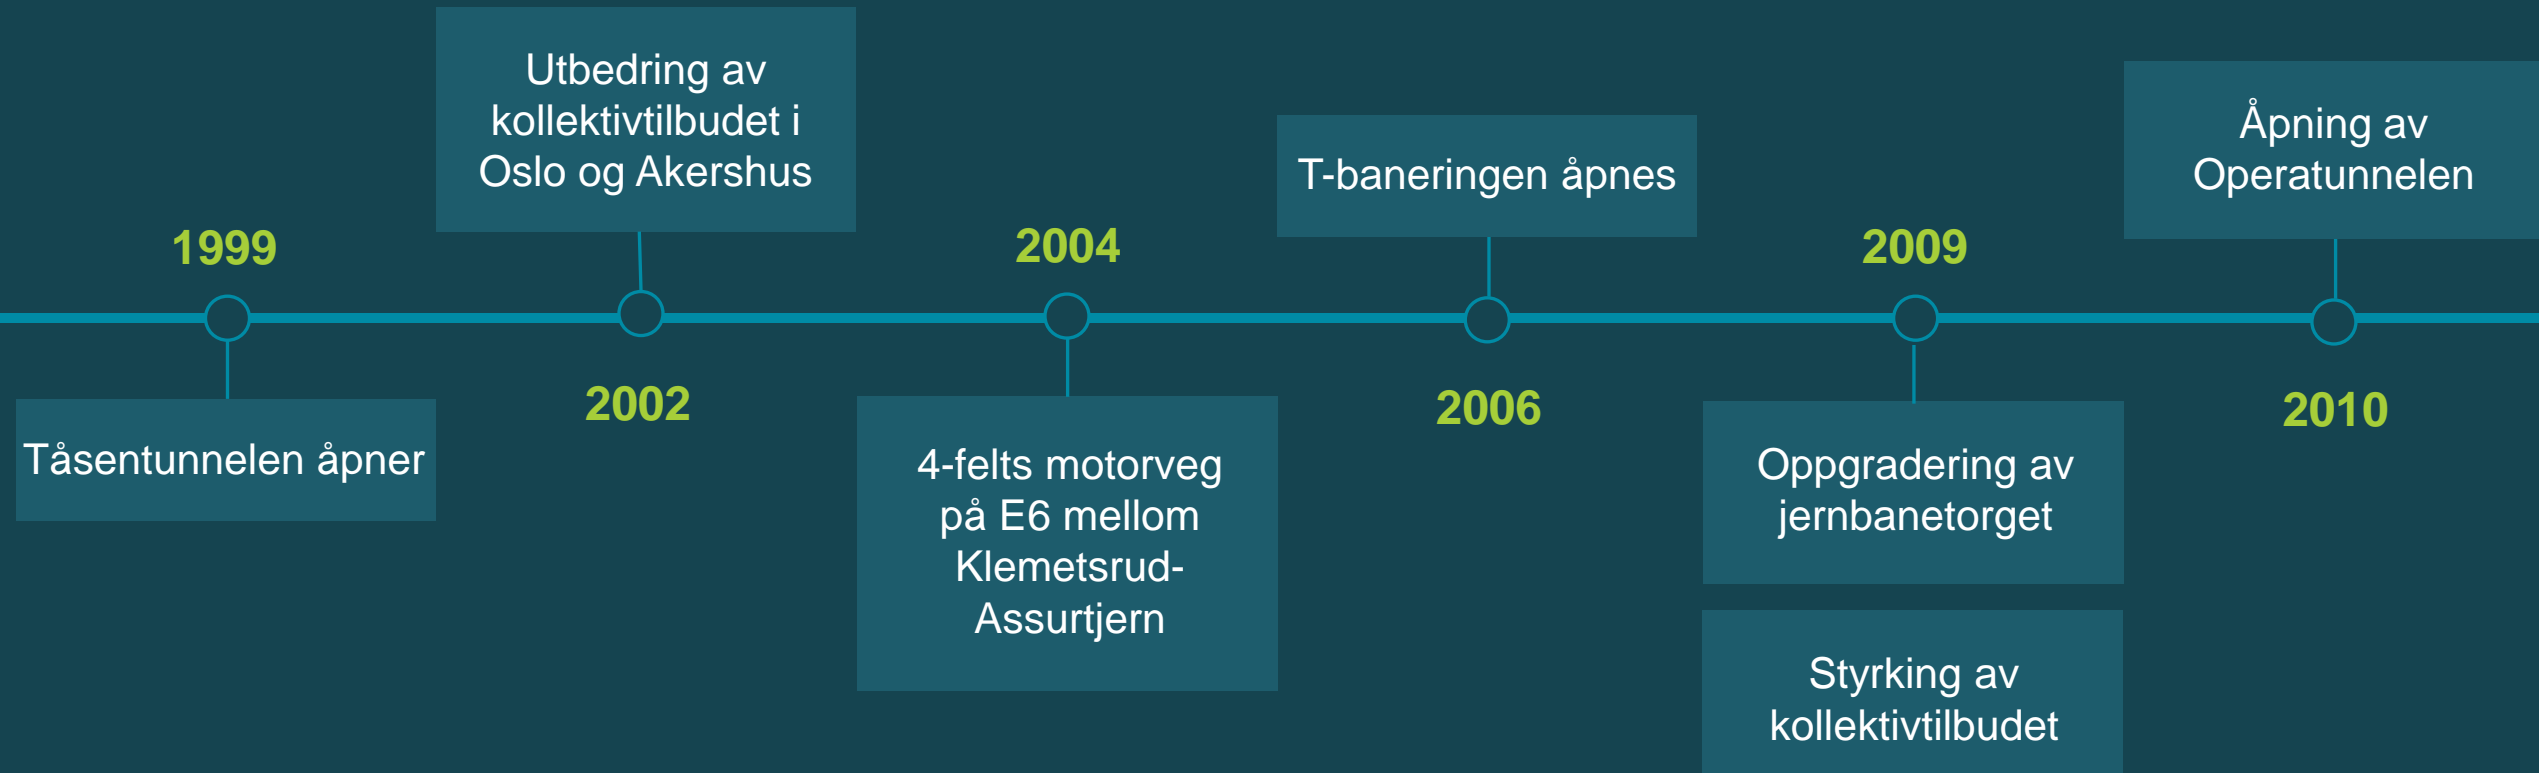 1999
Tåsentunnelen åpner
Utbedring av
kollektivtilbudet i
Oslo og Akershus
2002
2004
4-felts motorveg
på E6 mellom
Klemetsrud-
Assurtjern
T-baneringen åpnes
2006
2009
Oppgradering av
jernbanetorget
Styrking av
kollektivtilbudet
Åpning av
Operatunnelen
2010